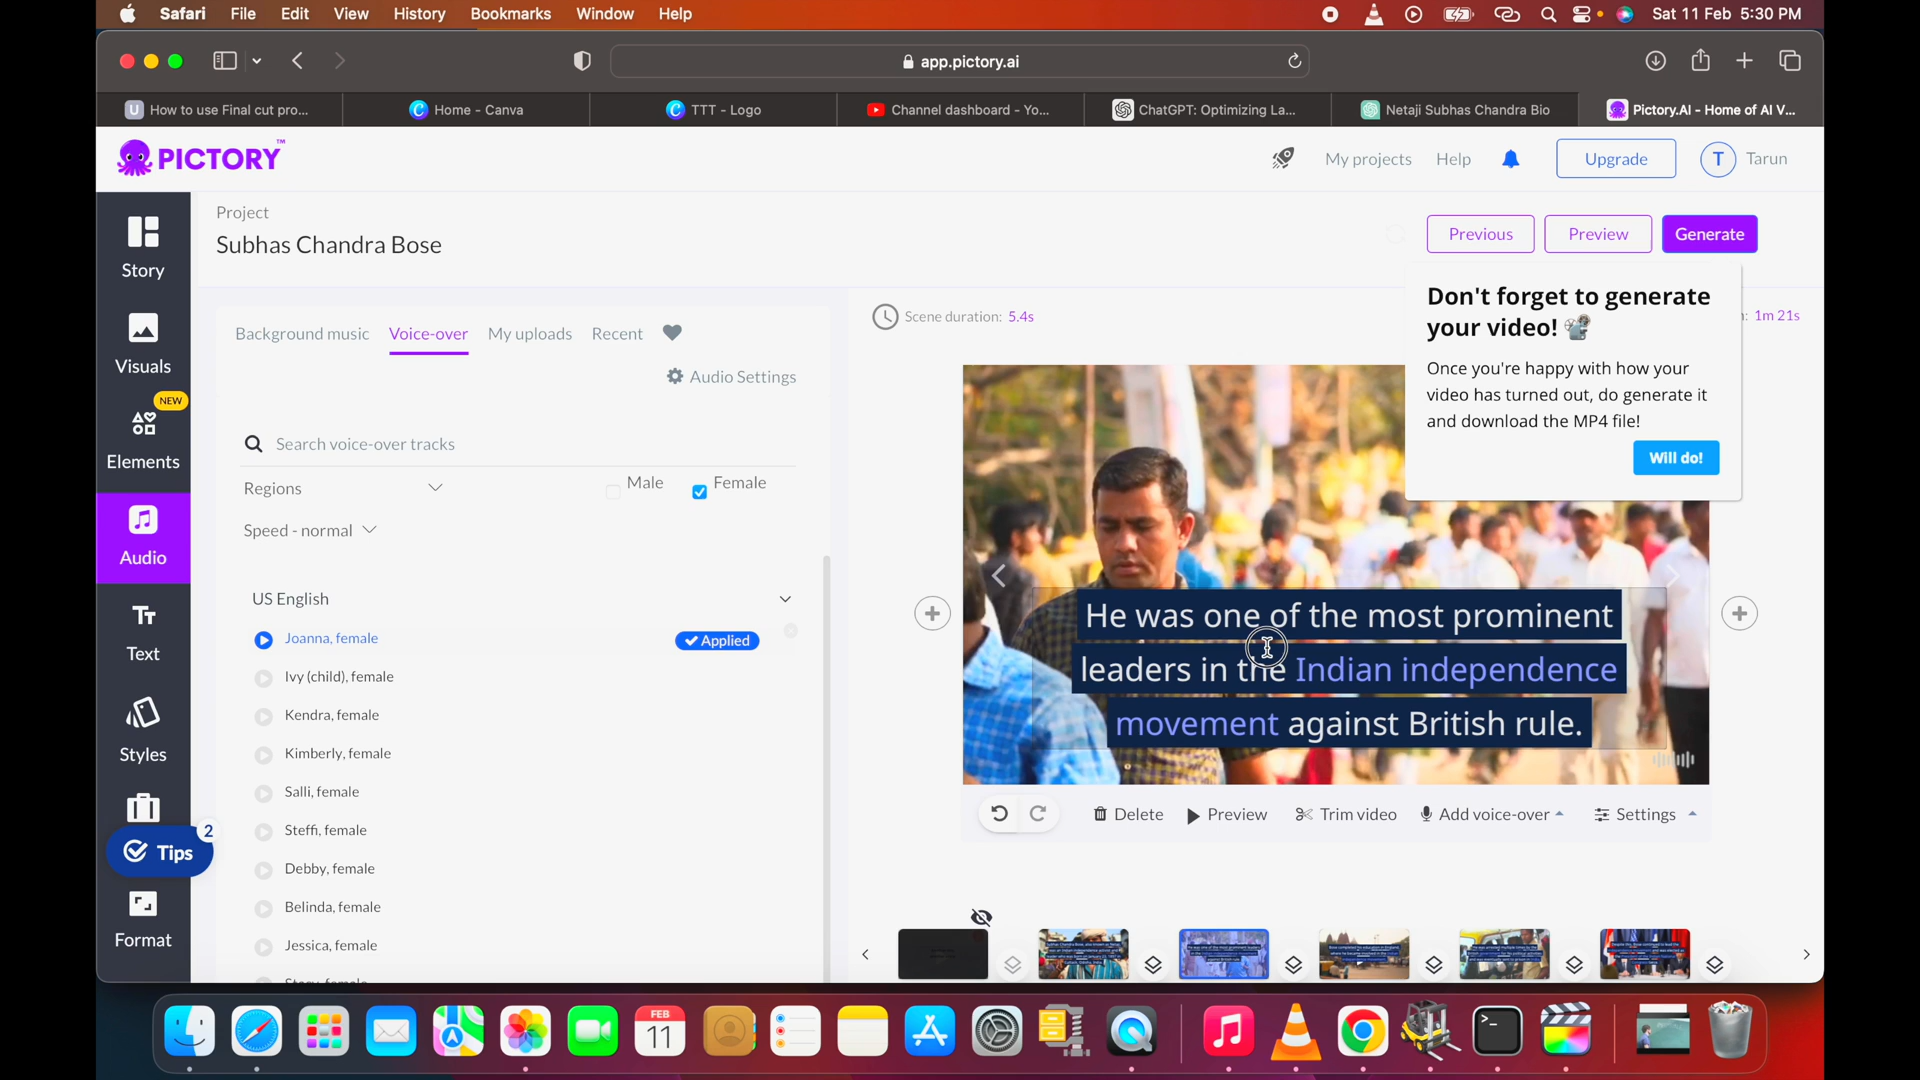 Safari File Edit View History Bookmarks Window Help
Sat 11 Feb 5:30 PM
app.pictory.ai
How to use Final cut pro...
Home - Canva
TTT - Logo
Channel dashboard - Yo...
ChatGPT: Optimizing La...
Netaji Subhas Chandra Bio
Pictory.AI - Home of AI V...
PICTORY™
My projects
Help
Upgrade
T
Tarun
Story
Visuals
NEW
Elements
Audio
Text
Styles
2
Tips
Format
Project
Subhas Chandra Bose
Previous
Preview
Generate
Background music
Voice-over
My uploads
Recent
Audio Settings
Search voice-over tracks
Regions
Male
Female
Speed - normal
US English
Joanna, female
Applied
Ivy (child), female
Kendra, female
Kimberly, female
Salli, female
Steffi, female
Debby, female
Belinda, female
Jessica, female
Scene duration: 5.4s
1m 21s
Don't forget to generate
your video!
Once you're happy with how your
video has turned out, do generate it
and download the MP4 file!
Will do!
He was one of the most prominent
leaders in the Indian independence
movement against British rule.
Delete
Preview
Trim video
Add voice-over
Settings
FEB
11